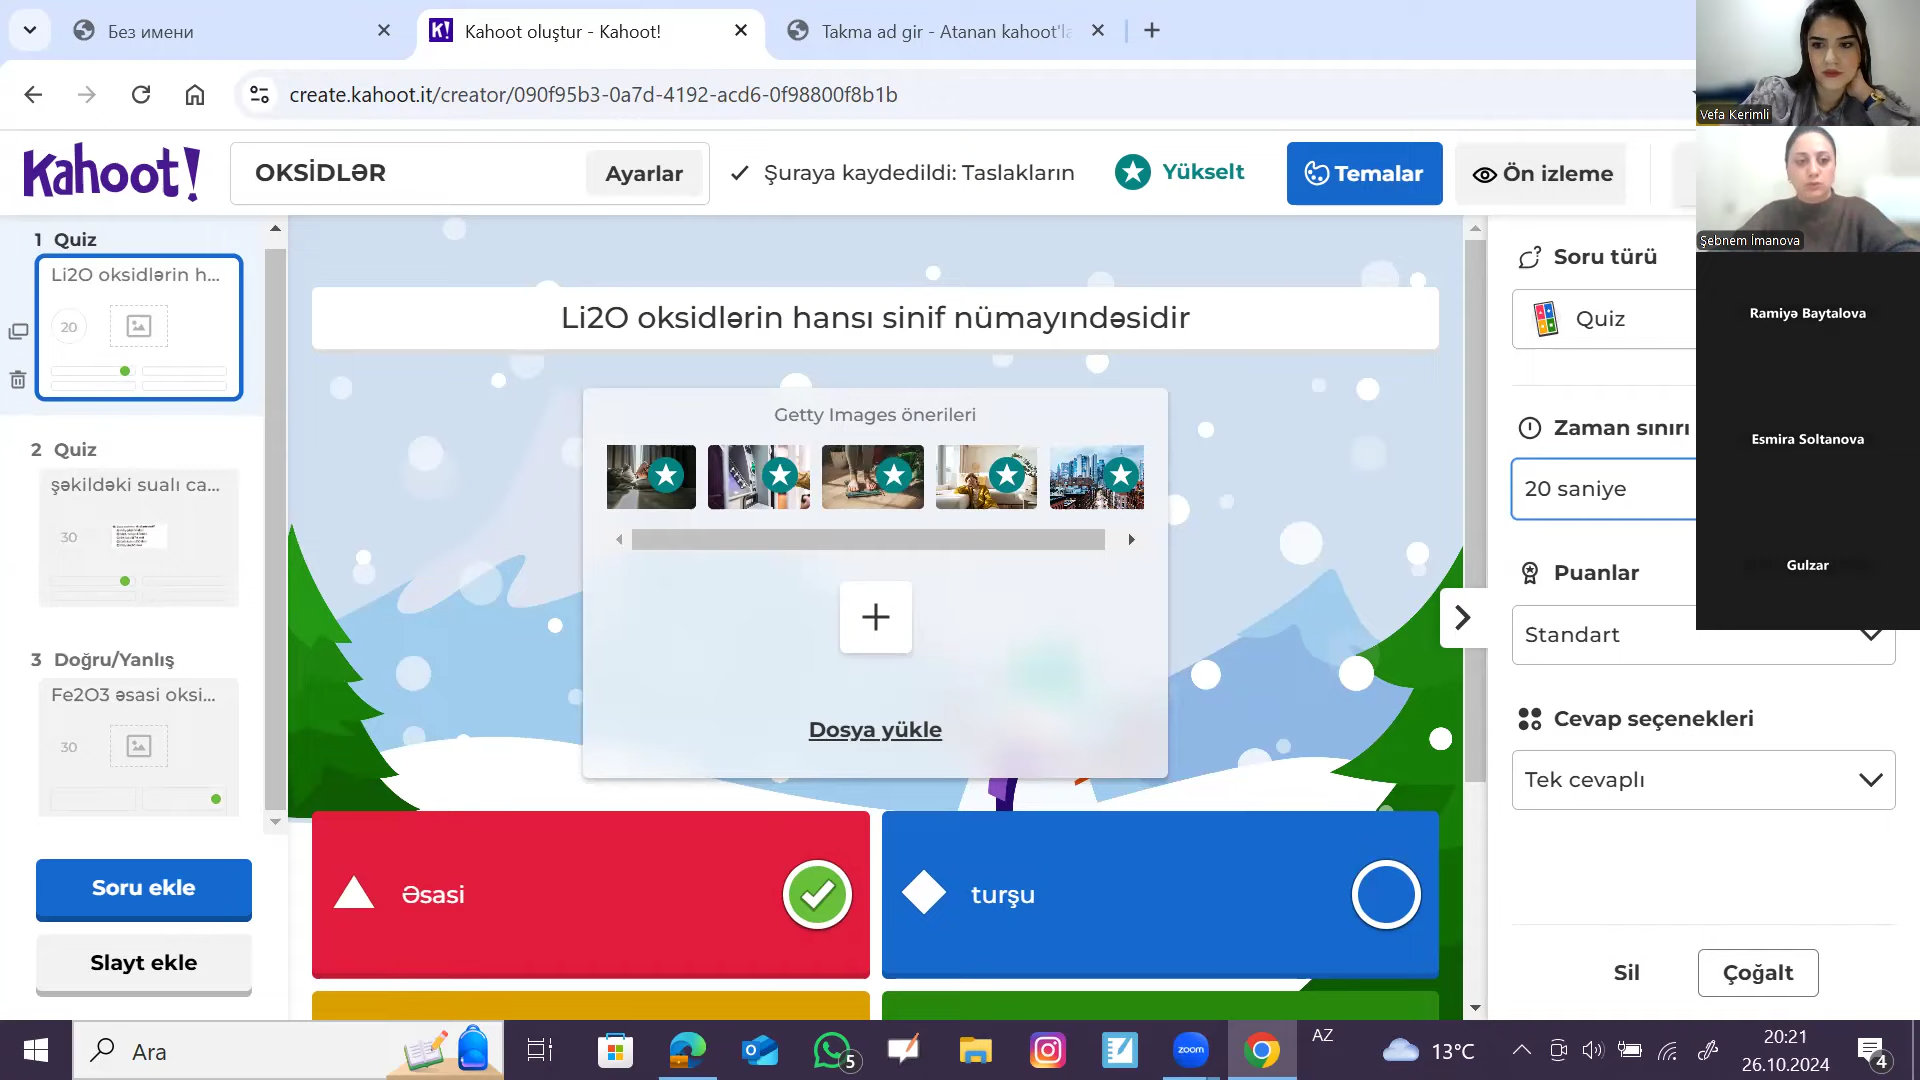 Без имени
Kahoot oluştur - Kahoot!
Takma ad gir - Atanan kahoot'la
create.kahoot.it/creator/090f95b3-0a7d-4192-acd6-0f98800f8b1b
Kahoot!
OKSİDLƏR
Ayarlar
Şuraya kaydedildi: Taslakların
Yükselt
Temalar
Ön izleme
1 Quiz
Li2O oksidlərin h...
20
2 Quiz
şəkildəki sualı ca...
30
3 Doğru/Yanlış
Fe2O3 əsasi oksi...
30
Soru ekle
Slayt ekle
Li2O oksidlərin hansı sinif nümayındəsidir
Getty Images önerileri
Dosya yükle
Əsasi
turşu
Soru türü
Quiz
Zaman sınırı
20 saniye
Puanlar
Standart
Cevap seçenekleri
Tek cevaplı
Sil
Çoğalt
Vefa Kerimli
Şebnem İmanova
Ramiyə Baytalova
Esmira Soltanova
Gulzar
Ara
5
zoom
AZ
13°C
20:21
26.10.2024
4